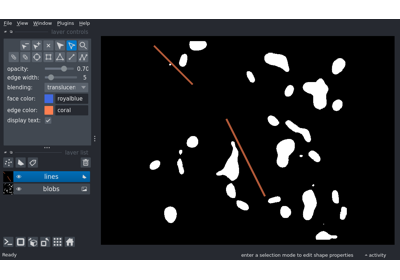 File View Window Plugins Help
layer controls
opacity: 0.70
edge width: 5
blending: translucen
face color: royalblue
edge color: coral
display text:
layer list
lines
blobs
Ready enter a selection mode to edit shape properties activity